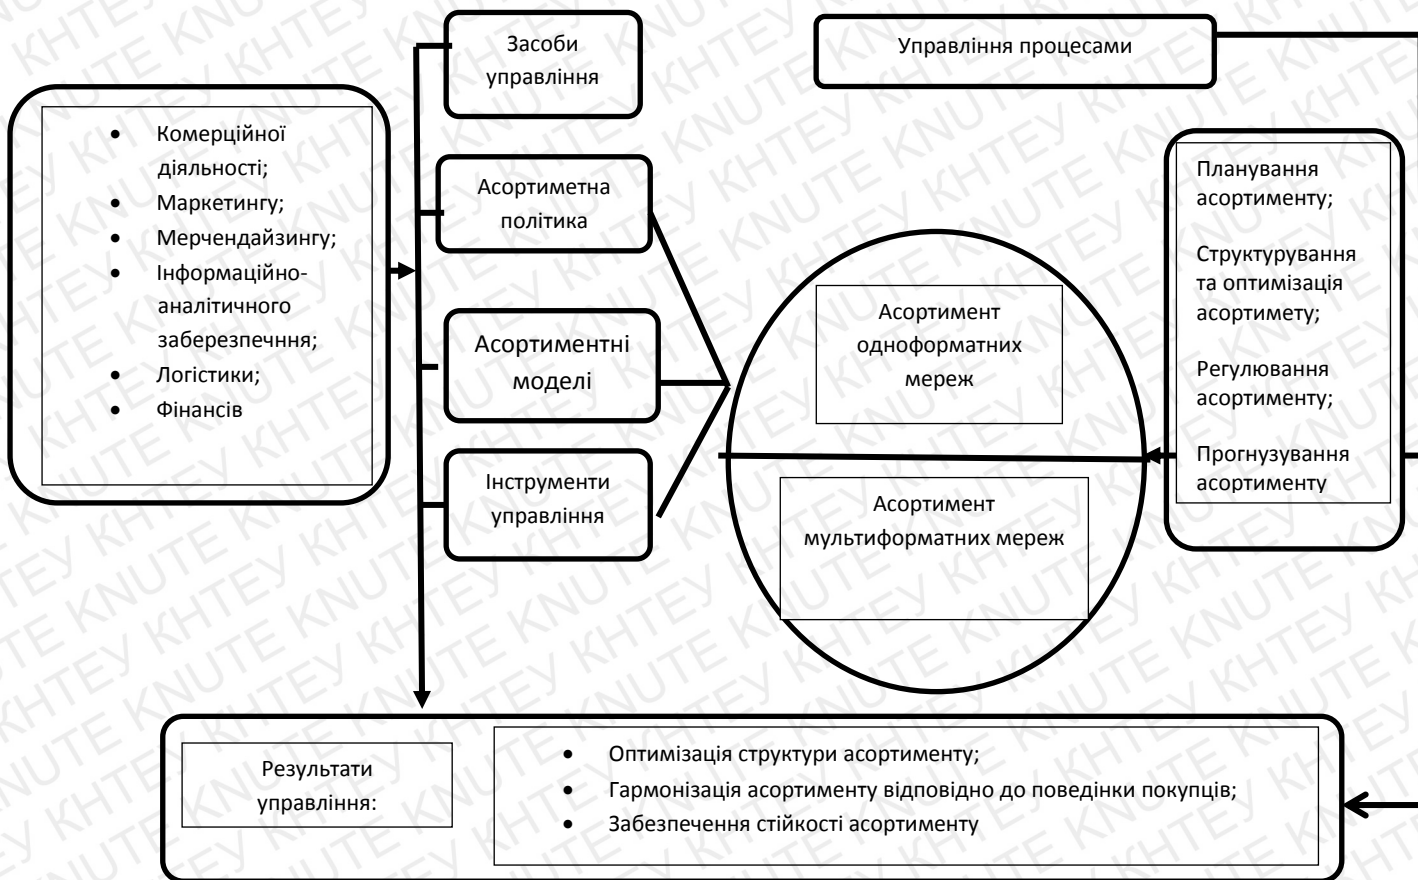 Засоби
управління
Управління процесами
Комерційної
діяльності;
Маркетингу;
Мерчендайзингу;
Інформаційно-
аналітичного
заберезпечння;
Логістики;
Фінансів
Асортиметна
політика
Асортиментні
моделі
Інструменти
управління
Асортимент
одноформатних
мереж
Асортимент
мультиформатних мереж
Планування
асортименту;
Структурування
та оптимізація
асортимету;
Регулювання
асортименту;
Прогнузування
асортименту
Результати
управління:
Оптимізація структури асортименту;
Гармонізація асортименту відповідно до поведінки покупців;
Забезпечення стійкості асортименту